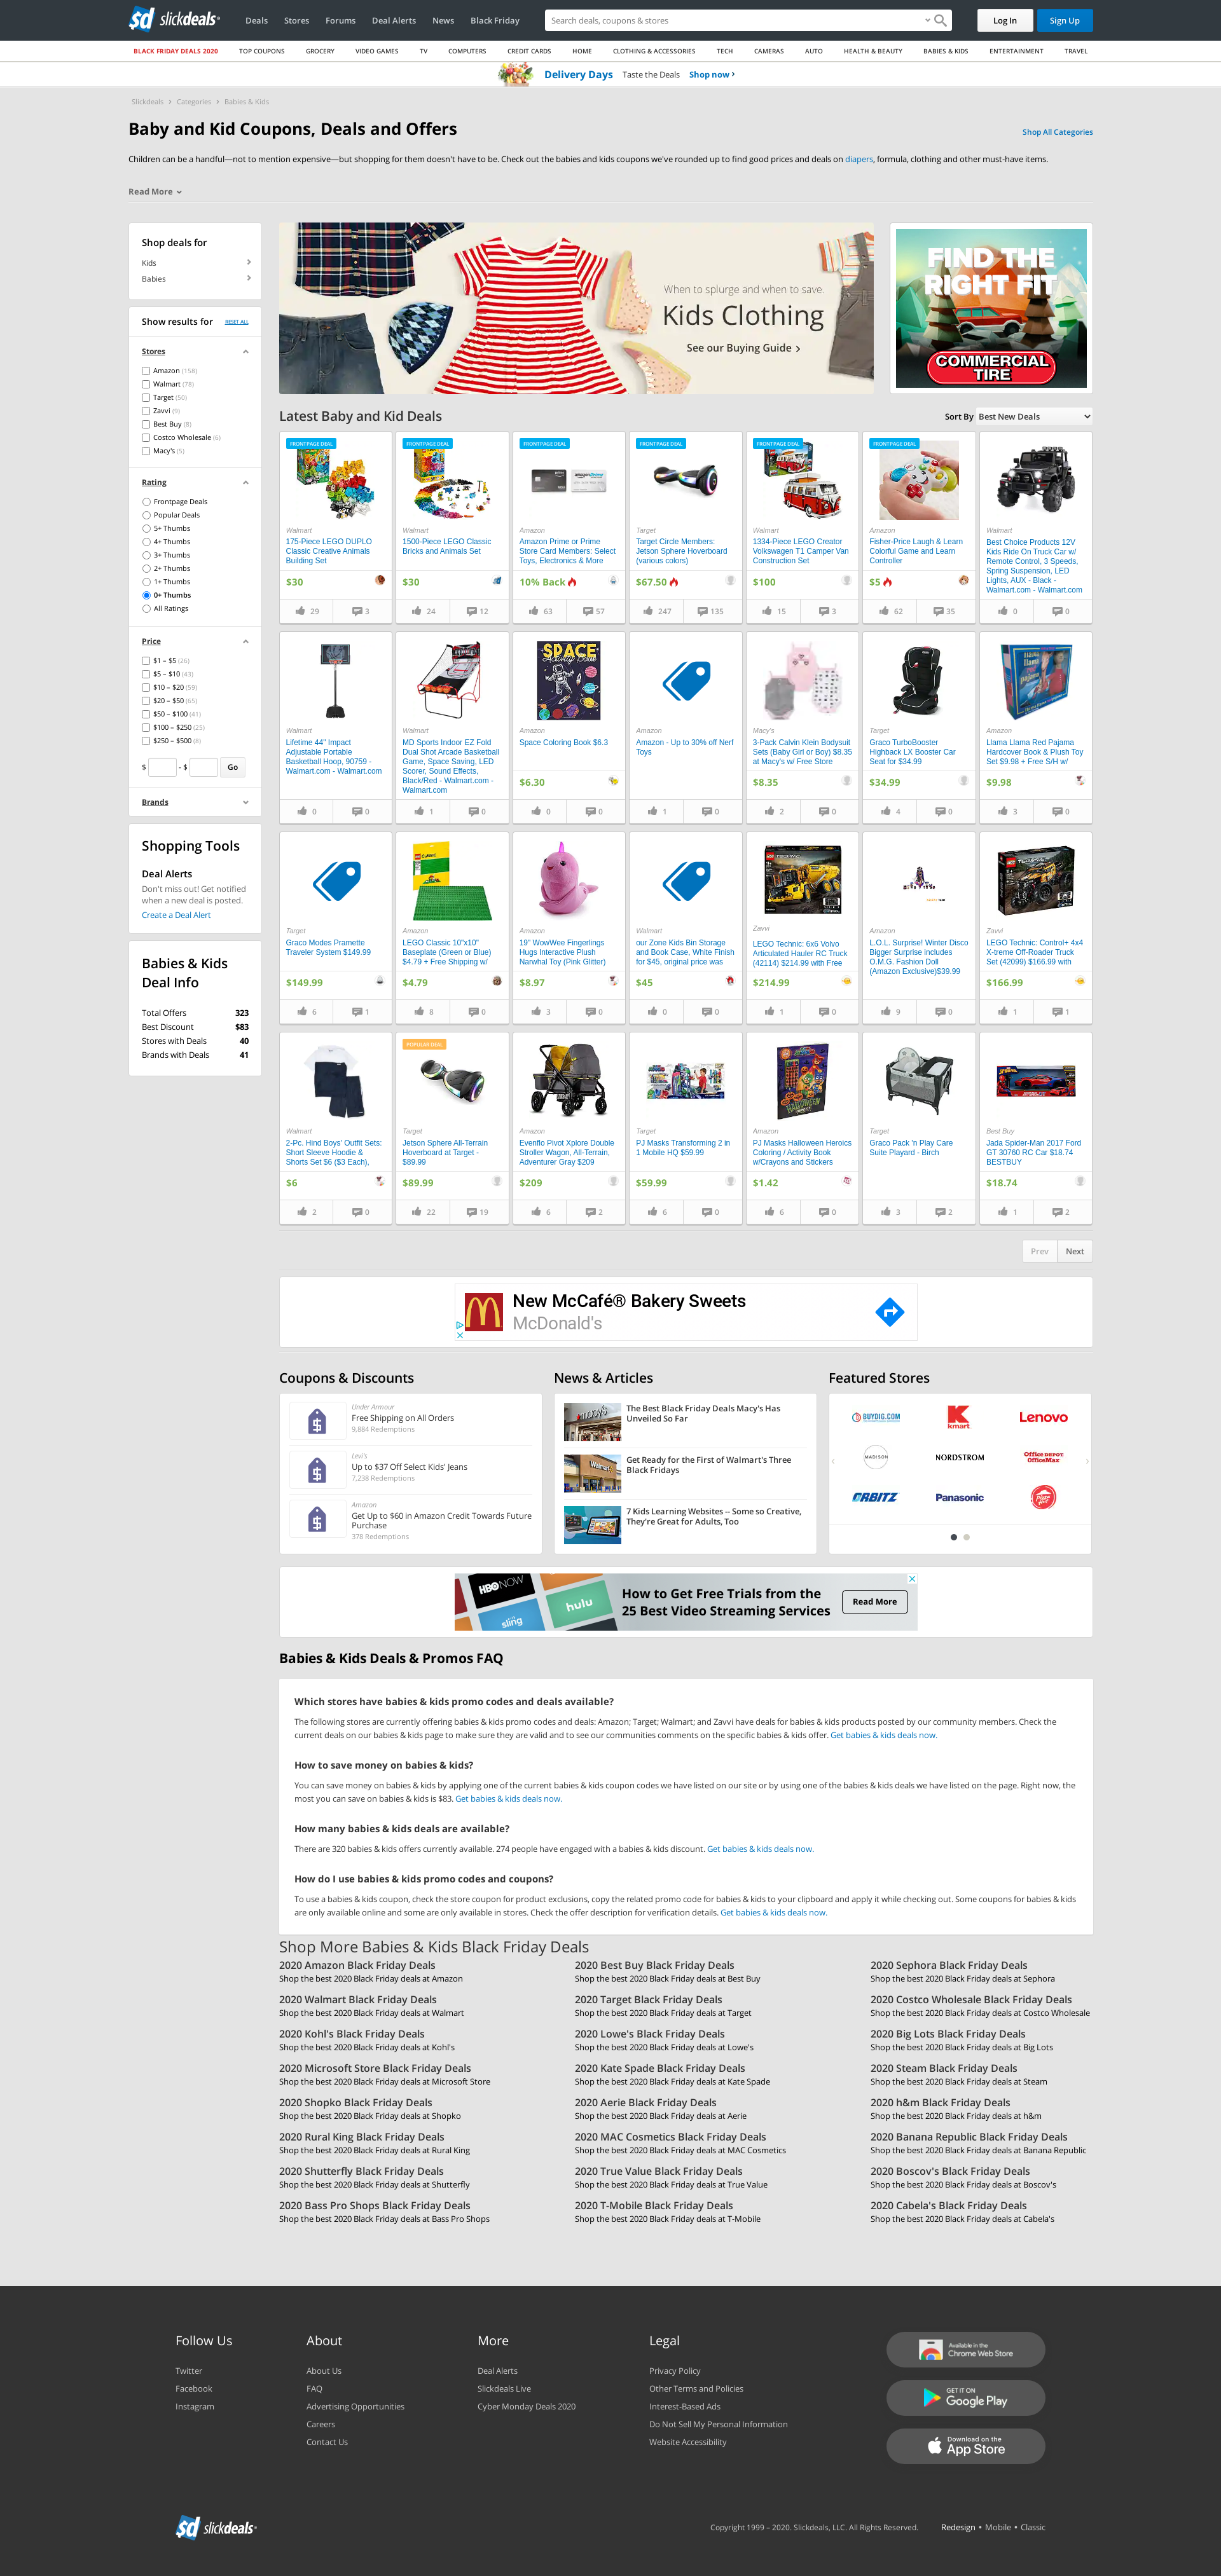 slickdeals
Deals
Stores
Forums
Deal Alerts
News
Black Friday
Search deals, coupons & stores
Log In
Sign Up
BLACK FRIDAY DEALS 2020
TOP COUPONS
GROCERY
VIDEO GAMES
TV
COMPUTERS
CREDIT CARDS
HOME
CLOTHING & ACCESSORIES
TECH
CAMERAS
AUTO
HEALTH & BEAUTY
BABIES & KIDS
ENTERTAINMENT
TRAVEL
Delivery Days Taste the Deals Shop now
Slickdeals › Categories › Babies & Kids
Baby and Kid Coupons, Deals and Offers
Shop All Categories
Children can be a handful—not to mention expensive—but shopping for them doesn't have to be. Check out the babies and kids coupons we've rounded up to find good prices and deals on diapers, formula, clothing and other must-have items.
Read More
Shop deals for
Kids
Babies
Show results for
RESET ALL
Stores
Amazon (158)
Walmart (78)
Target (50)
Zavvi (9)
Best Buy (8)
Costco Wholesale (6)
Macy's (5)
Rating
Frontpage Deals
Popular Deals
5+ Thumbs
4+ Thumbs
3+ Thumbs
2+ Thumbs
1+ Thumbs
0+ Thumbs
All Ratings
Price
$1 – $5 (26)
$5 – $10 (43)
$10 – $20 (59)
$20 – $50 (65)
$50 – $100 (41)
$100 – $250 (25)
$250 – $500 (8)
$ - $ Go
Brands
Shopping Tools
Deal Alerts
Don't miss out! Get notified
when a new deal is posted.
Create a Deal Alert
Babies & Kids
Deal Info
Total Offers 323
Best Discount $83
Stores with Deals 40
Brands with Deals 41
When to splurge and when to save.
Kids Clothing
See our Buying Guide
FIND THE
RIGHT FIT
COMMERCIAL
TIRE
Latest Baby and Kid Deals
Sort By Best New Deals
FRONTPAGE DEAL
Walmart
175-Piece LEGO DUPLO
Classic Creative Animals
Building Set
$30
29 3
FRONTPAGE DEAL
Walmart
1500-Piece LEGO Classic
Bricks and Animals Set
$30
24 12
FRONTPAGE DEAL
Amazon
Amazon Prime or Prime
Store Card Members: Select
Toys, Electronics & More
10% Back
63 57
FRONTPAGE DEAL
Target
Target Circle Members:
Jetson Sphere Hoverboard
(various colors)
$67.50
247 135
FRONTPAGE DEAL
Walmart
1334-Piece LEGO Creator
Volkswagen T1 Camper Van
Construction Set
$100
15 3
FRONTPAGE DEAL
Amazon
Fisher-Price Laugh & Learn
Colorful Game and Learn
Controller
$5
62 35
Walmart
Best Choice Products 12V
Kids Ride On Truck Car w/
Remote Control, 3 Speeds,
Spring Suspension, LED
Lights, AUX - Black -
Walmart.com - Walmart.com
0 0
Walmart
Lifetime 44" Impact
Adjustable Portable
Basketball Hoop, 90759 -
Walmart.com - Walmart.com
0 0
Walmart
MD Sports Indoor EZ Fold
Dual Shot Arcade Basketball
Game, Space Saving, LED
Scorer, Sound Effects,
Black/Red - Walmart.com -
Walmart.com
1 0
SPACE
Amazon
Space Coloring Book $6.3
$6.30
0 0
Amazon
Amazon - Up to 30% off Nerf
Toys
1 0
Macy's
3-Pack Calvin Klein Bodysuit
Sets (Baby Girl or Boy) $8.35
at Macy's w/ Free Store
$8.35
2 0
Target
Graco TurboBooster
Highback LX Booster Car
Seat for $34.99
$34.99
4 0
Amazon
Llama Llama Red Pajama
Hardcover Book & Plush Toy
Set $9.98 + Free S/H w/
$9.98
3 0
Target
Graco Modes Pramette
Traveler System $149.99
$149.99
6 1
Amazon
LEGO Classic 10"x10"
Baseplate (Green or Blue)
$4.79 + Free Shipping w/
$4.79
8 0
Amazon
19" WowWee Fingerlings
Hugs Interactive Plush
Narwhal Toy (Pink Glitter)
$8.97
3 0
Walmart
our Zone Kids Bin Storage
and Book Case, White Finish
for $45, original price was
$45
0 0
Zavvi
LEGO Technic: 6x6 Volvo
Articulated Hauler RC Truck
(42114) $214.99 with Free
$214.99
1 0
Amazon
L.O.L. Surprise! Winter Disco
Bigger Surprise includes
O.M.G. Fashion Doll
(Amazon Exclusive)$39.99
9 0
Zavvi
LEGO Technic: Control+ 4x4
X-treme Off-Roader Truck
Set (42099) $166.99 with
$166.99
1 1
Walmart
2-Pc. Hind Boys' Outfit Sets:
Short Sleeve Hoodie &
Shorts Set $6 ($3 Each),
$6
2 0
POPULAR DEAL
Target
Jetson Sphere All-Terrain
Hoverboard at Target -
$89.99
$89.99
22 19
Amazon
Evenflo Pivot Xplore Double
Stroller Wagon, All-Terrain,
Adventurer Gray $209
$209
6 2
Target
PJ Masks Transforming 2 in
1 Mobile HQ $59.99
$59.99
6 0
Amazon
PJ Masks Halloween Heroics
Coloring / Activity Book
w/Crayons and Stickers
$1.42
6 0
Target
Graco Pack 'n Play Care
Suite Playard - Birch
3 2
Best Buy
Jada Spider-Man 2017 Ford
GT 30760 RC Car $18.74
BESTBUY
$18.74
1 2
Prev Next
New McCafé® Bakery Sweets
McDonald's
Coupons & Discounts
Under Armour
Free Shipping on All Orders
9,884 Redemptions
Levi's
Up to $37 Off Select Kids' Jeans
7,238 Redemptions
Amazon
Get Up to $60 in Amazon Credit Towards Future
Purchase
378 Redemptions
News & Articles
The Best Black Friday Deals Macy's Has
Unveiled So Far
Get Ready for the First of Walmart's Three
Black Fridays
7 Kids Learning Websites -- Some so Creative,
They're Great for Adults, Too
Featured Stores
BUYDIG.COM
kmart
Lenovo
MADISON
NORDSTROM
Office DEPOT
OfficeMax
ORBITZ
Panasonic
Pizza Hut
HBO NOW
hulu
sling
How to Get Free Trials from the
25 Best Video Streaming Services
Read More
Babies & Kids Deals & Promos FAQ
Which stores have babies & kids promo codes and deals available?
The following stores are currently offering babies & kids promo codes and deals: Amazon; Target; Walmart; and Zavvi have deals for babies & kids products posted by our community members. Check the
current deals on our babies & kids page to make sure they are valid and to see our communities comments on the specific babies & kids offer. Get babies & kids deals now.
How to save money on babies & kids?
You can save money on babies & kids by applying one of the current babies & kids coupon codes we have listed on our site or by using one of the babies & kids deals we have listed on the page. Right now, the
most you can save on babies & kids is $83. Get babies & kids deals now.
How many babies & kids deals are available?
There are 320 babies & kids offers currently available. 274 people have engaged with a babies & kids discount. Get babies & kids deals now.
How do I use babies & kids promo codes and coupons?
To use a babies & kids coupon, check the store coupon for product exclusions, copy the related promo code for babies & kids to your clipboard and apply it while checking out. Some coupons for babies & kids
are only available online and some are only available in stores. Check the offer description for verification details. Get babies & kids deals now.
Shop More Babies & Kids Black Friday Deals
2020 Amazon Black Friday Deals
Shop the best 2020 Black Friday deals at Amazon
2020 Best Buy Black Friday Deals
Shop the best 2020 Black Friday deals at Best Buy
2020 Sephora Black Friday Deals
Shop the best 2020 Black Friday deals at Sephora
2020 Walmart Black Friday Deals
Shop the best 2020 Black Friday deals at Walmart
2020 Target Black Friday Deals
Shop the best 2020 Black Friday deals at Target
2020 Costco Wholesale Black Friday Deals
Shop the best 2020 Black Friday deals at Costco Wholesale
2020 Kohl's Black Friday Deals
Shop the best 2020 Black Friday deals at Kohl's
2020 Lowe's Black Friday Deals
Shop the best 2020 Black Friday deals at Lowe's
2020 Big Lots Black Friday Deals
Shop the best 2020 Black Friday deals at Big Lots
2020 Microsoft Store Black Friday Deals
Shop the best 2020 Black Friday deals at Microsoft Store
2020 Kate Spade Black Friday Deals
Shop the best 2020 Black Friday deals at Kate Spade
2020 Steam Black Friday Deals
Shop the best 2020 Black Friday deals at Steam
2020 Shopko Black Friday Deals
Shop the best 2020 Black Friday deals at Shopko
2020 Aerie Black Friday Deals
Shop the best 2020 Black Friday deals at Aerie
2020 h&m Black Friday Deals
Shop the best 2020 Black Friday deals at h&m
2020 Rural King Black Friday Deals
Shop the best 2020 Black Friday deals at Rural King
2020 MAC Cosmetics Black Friday Deals
Shop the best 2020 Black Friday deals at MAC Cosmetics
2020 Banana Republic Black Friday Deals
Shop the best 2020 Black Friday deals at Banana Republic
2020 Shutterfly Black Friday Deals
Shop the best 2020 Black Friday deals at Shutterfly
2020 True Value Black Friday Deals
Shop the best 2020 Black Friday deals at True Value
2020 Boscov's Black Friday Deals
Shop the best 2020 Black Friday deals at Boscov's
2020 Bass Pro Shops Black Friday Deals
Shop the best 2020 Black Friday deals at Bass Pro Shops
2020 T-Mobile Black Friday Deals
Shop the best 2020 Black Friday deals at T-Mobile
2020 Cabela's Black Friday Deals
Shop the best 2020 Black Friday deals at Cabela's
Follow Us
Twitter
Facebook
Instagram
About
About Us
FAQ
Advertising Opportunities
Careers
Contact Us
More
Deal Alerts
Slickdeals Live
Cyber Monday Deals 2020
Legal
Privacy Policy
Other Terms and Policies
Interest-Based Ads
Do Not Sell My Personal Information
Website Accessibility
Available in the
Chrome Web Store
GET IT ON
Google Play
Download on the
App Store
slickdeals
Copyright 1999 – 2020. Slickdeals, LLC. All Rights Reserved.
Redesign • Mobile • Classic